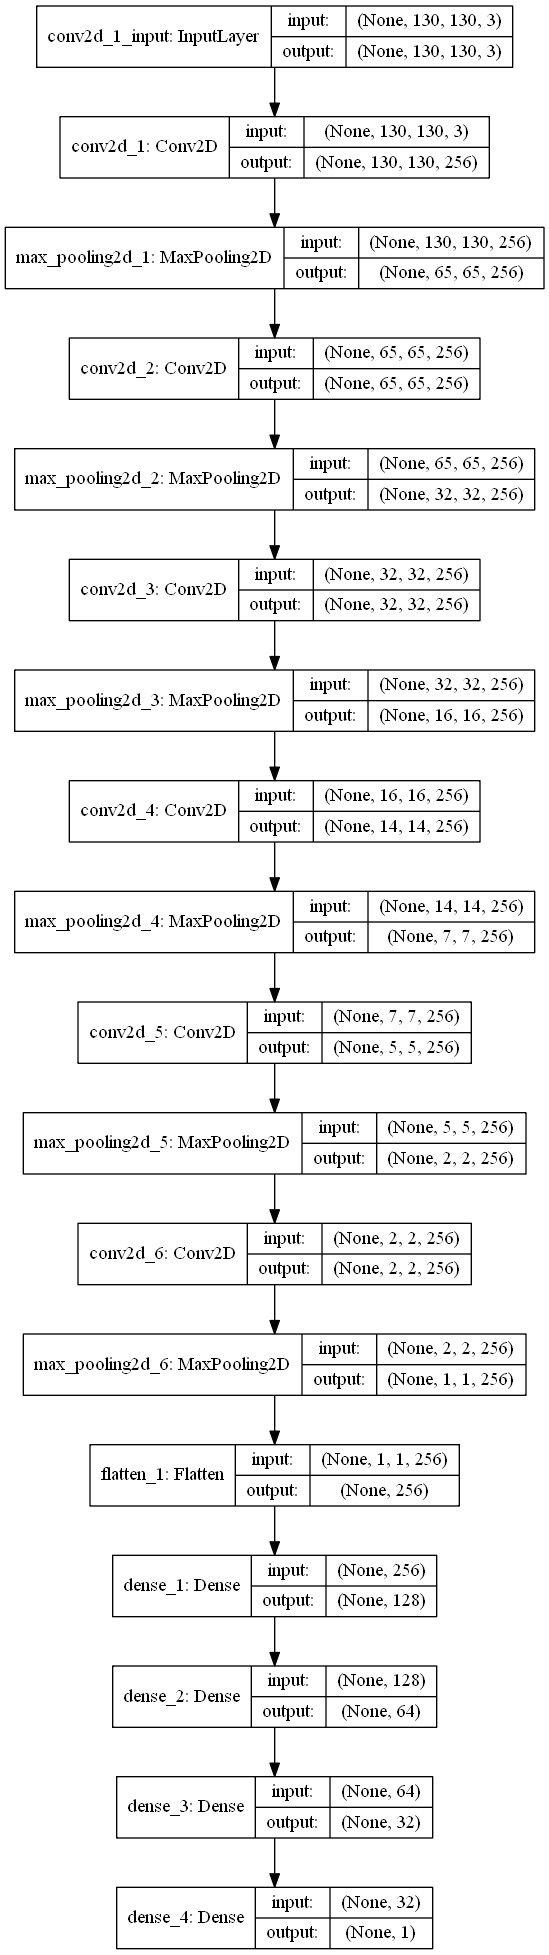 conv2d_1_input: InputLayer
input: (None, 130, 130, 3)
output: (None, 130, 130, 3)
conv2d_1: Conv2D
input: (None, 130, 130, 3)
output: (None, 130, 130, 256)
max_pooling2d_1: MaxPooling2D
input: (None, 130, 130, 256)
output: (None, 65, 65, 256)
conv2d_2: Conv2D
input: (None, 65, 65, 256)
output: (None, 65, 65, 256)
max_pooling2d_2: MaxPooling2D
input: (None, 65, 65, 256)
output: (None, 32, 32, 256)
conv2d_3: Conv2D
input: (None, 32, 32, 256)
output: (None, 32, 32, 256)
max_pooling2d_3: MaxPooling2D
input: (None, 32, 32, 256)
output: (None, 16, 16, 256)
conv2d_4: Conv2D
input: (None, 16, 16, 256)
output: (None, 14, 14, 256)
max_pooling2d_4: MaxPooling2D
input: (None, 14, 14, 256)
output: (None, 7, 7, 256)
conv2d_5: Conv2D
input: (None, 7, 7, 256)
output: (None, 5, 5, 256)
max_pooling2d_5: MaxPooling2D
input: (None, 5, 5, 256)
output: (None, 2, 2, 256)
conv2d_6: Conv2D
input: (None, 2, 2, 256)
output: (None, 2, 2, 256)
max_pooling2d_6: MaxPooling2D
input: (None, 2, 2, 256)
output: (None, 1, 1, 256)
flatten_1: Flatten
input: (None, 1, 1, 256)
output: (None, 256)
dense_1: Dense
input: (None, 256)
output: (None, 128)
dense_2: Dense
input: (None, 128)
output: (None, 64)
dense_3: Dense
input: (None, 64)
output: (None, 32)
dense_4: Dense
input: (None, 32)
output: (None, 1)